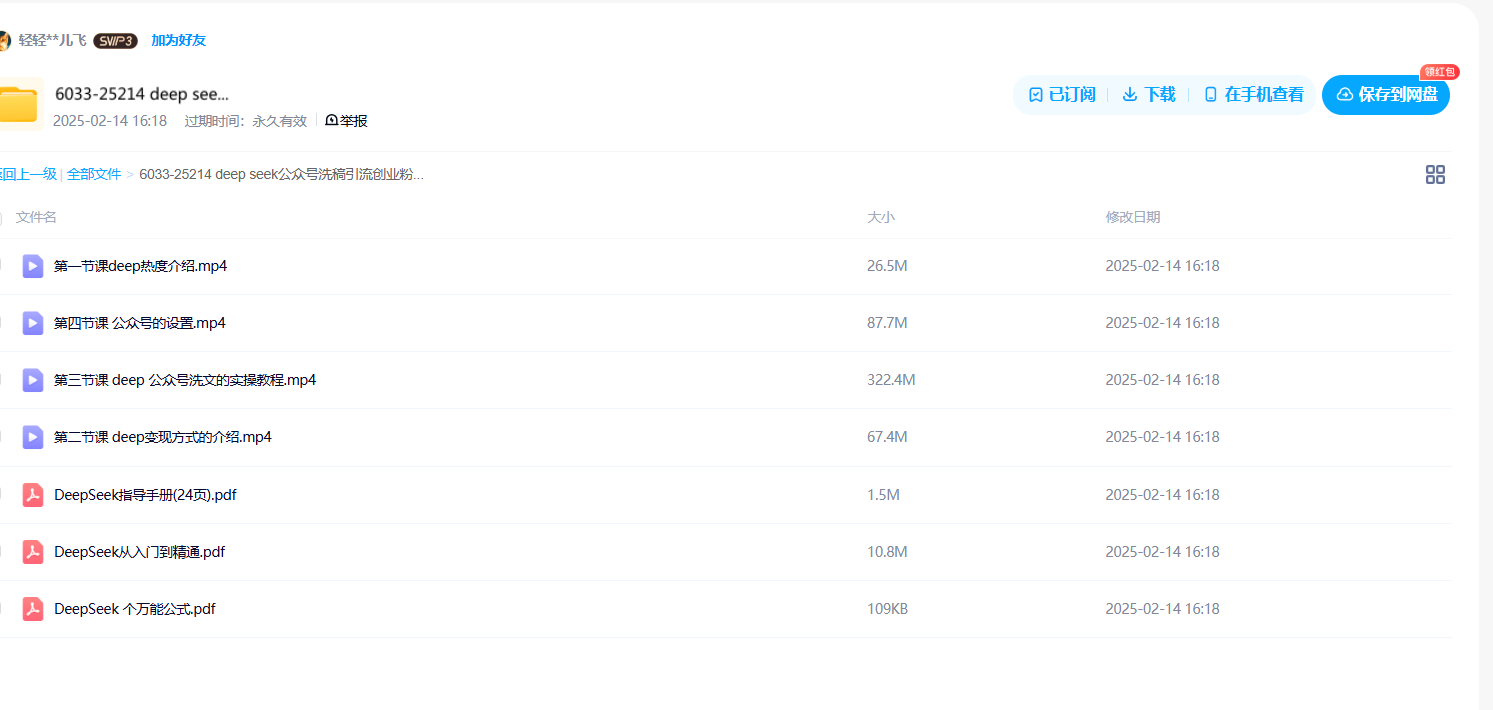 轻轻**儿飞 SVIP3 加为好友
领红包
6033-25214 deep see...
已订阅 下载 在手机查看 保存到网盘
2025-02-14 16:18 过期时间：永久有效 举报
返回上一级 | 全部文件 > 6033-25214 deep seek公众号洗稿引流创业粉...
文件名 大小 修改日期
第一节课deep热度介绍.mp4 26.5M 2025-02-14 16:18
第四节课 公众号的设置.mp4 87.7M 2025-02-14 16:18
第三节课 deep 公众号洗文的实操教程.mp4 322.4M 2025-02-14 16:18
第二节课 deep变现方式的介绍.mp4 67.4M 2025-02-14 16:18
DeepSeek指导手册(24页).pdf 1.5M 2025-02-14 16:18
DeepSeek从入门到精通.pdf 10.8M 2025-02-14 16:18
DeepSeek 个万能公式.pdf 109KB 2025-02-14 16:18